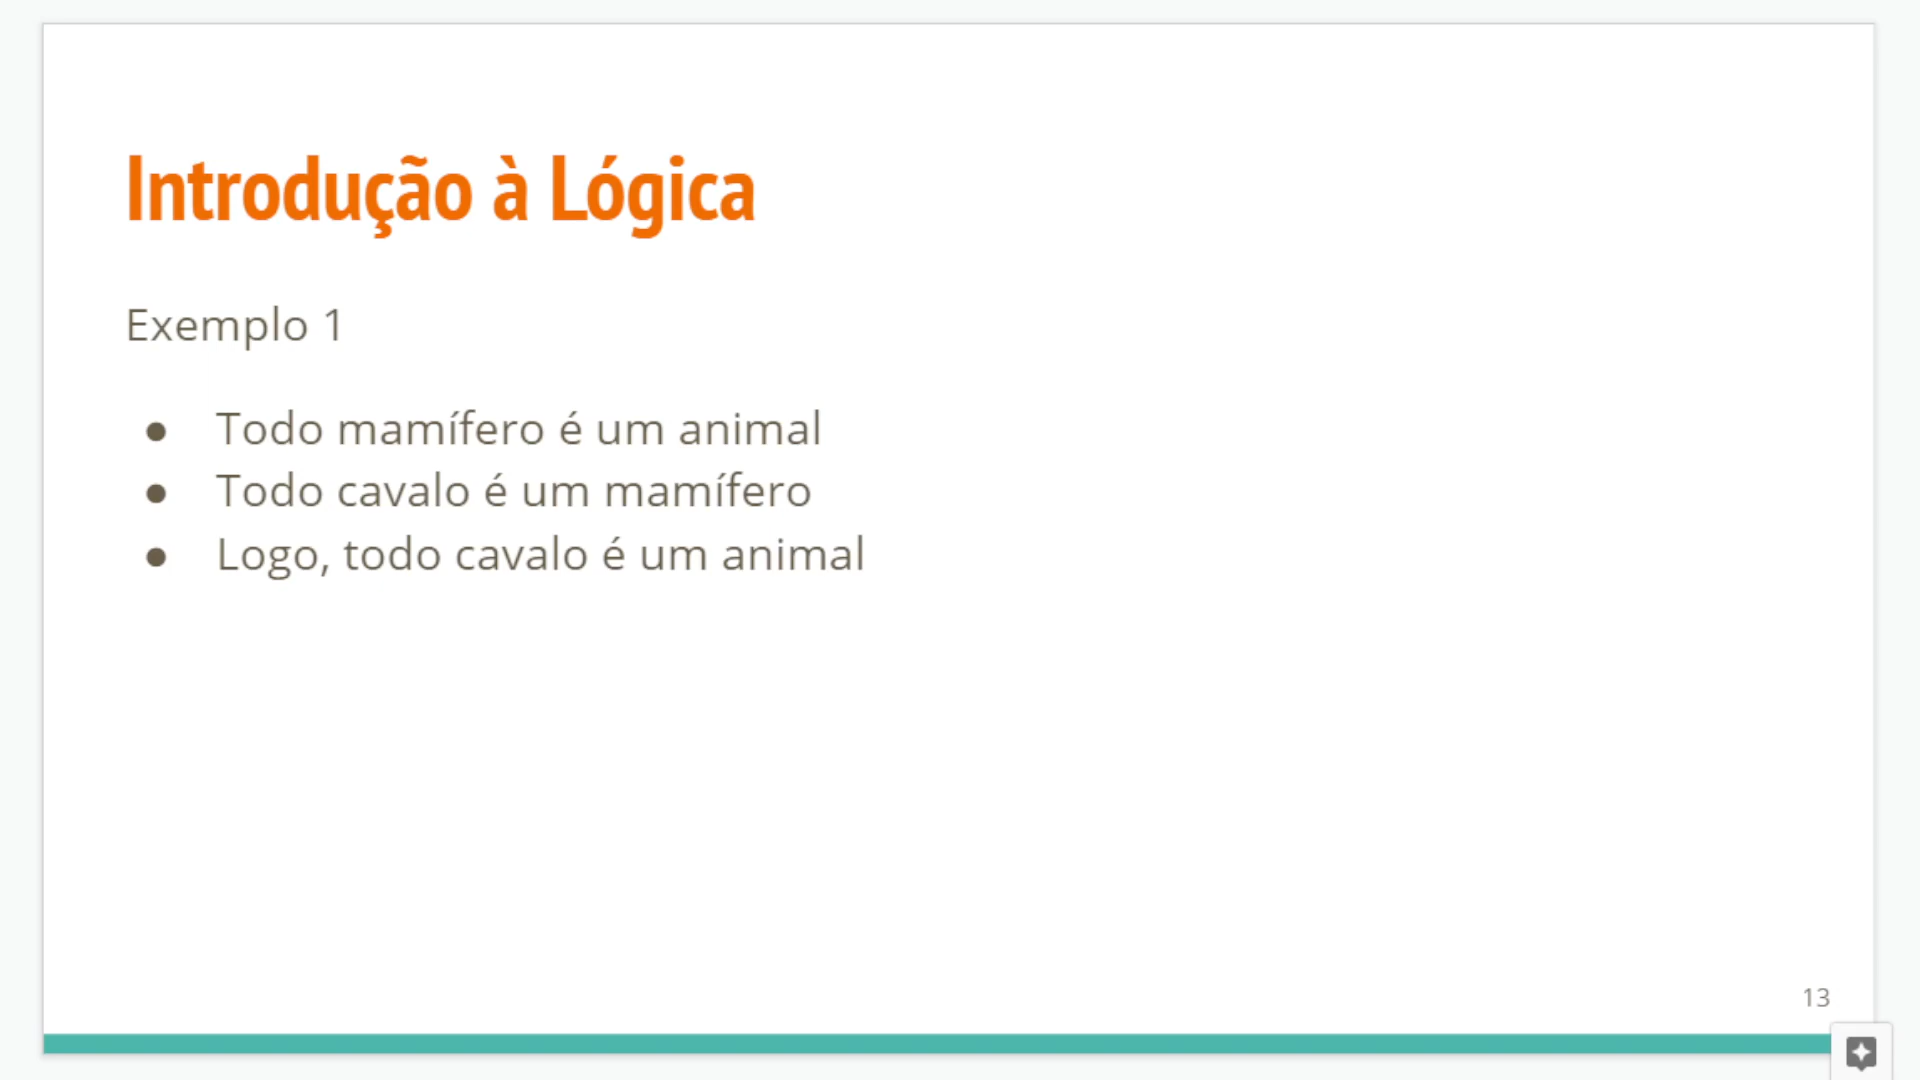 Introdução à Lógica
Exemplo 1
● Todo mamífero é um animal
● Todo cavalo é um mamífero
● Logo, todo cavalo é um animal
13